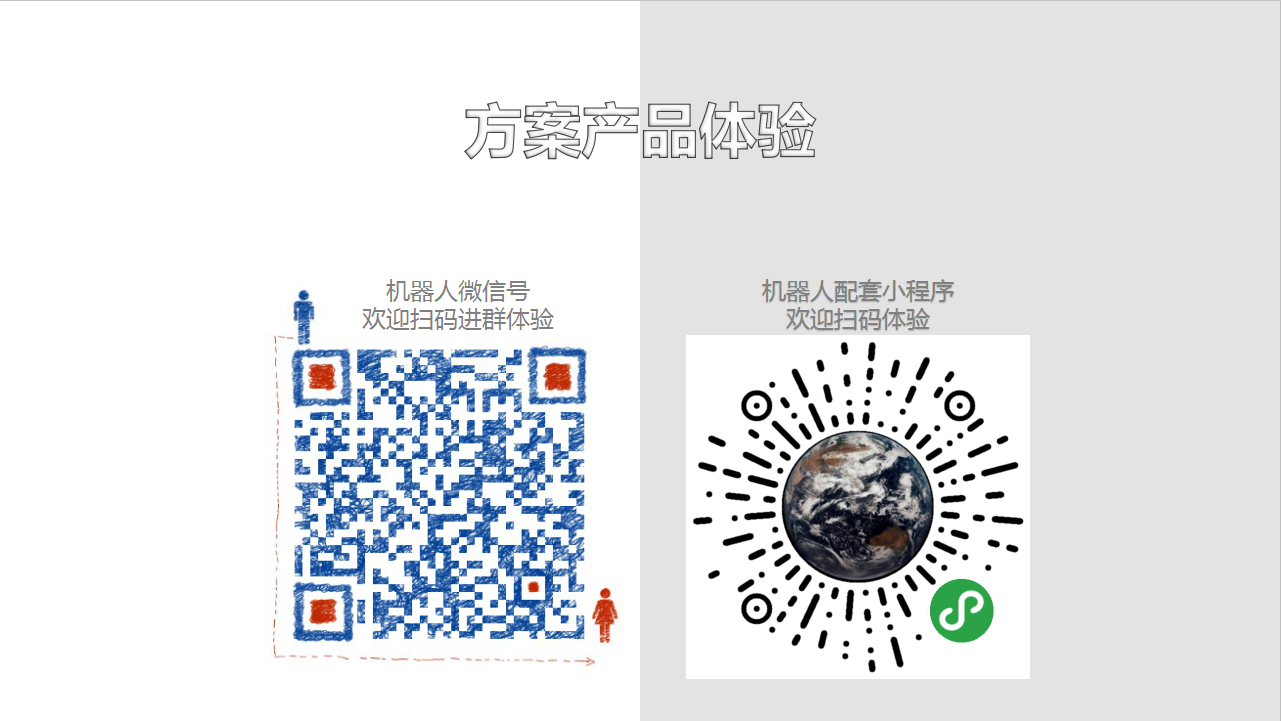 方案产品体验
机器人微信号
欢迎扫码进群体验
机器人配套小程序
欢迎扫码体验